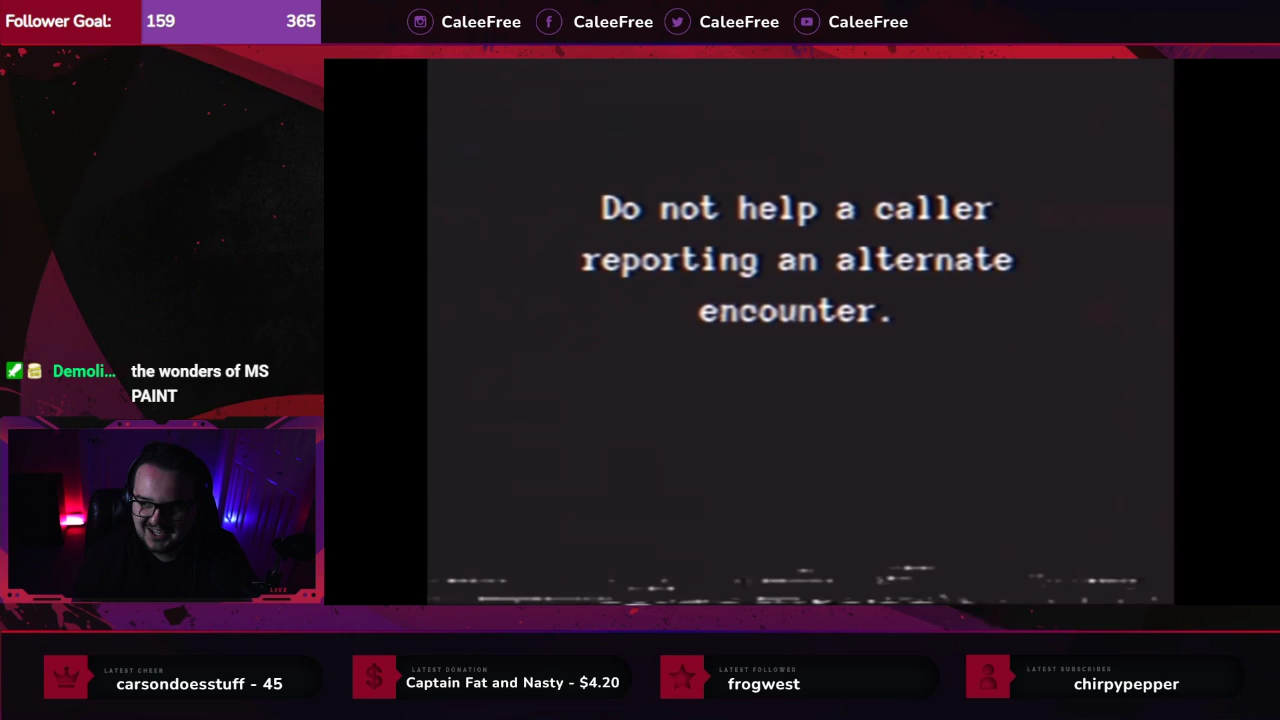 Follower Goal: 159 365
CaleeFree CaleeFree CaleeFree CaleeFree
Do not help a caller
reporting an alternate
encounter.
Demoli... the wonders of MS
PAINT
LIVE
LATEST CHEER
carsondoesstuff - 45
LATEST DONATION
Captain Fat and Nasty - $4.20
LATEST FOLLOWER
frogwest
LATEST SUBSCRIBER
chirpypepper